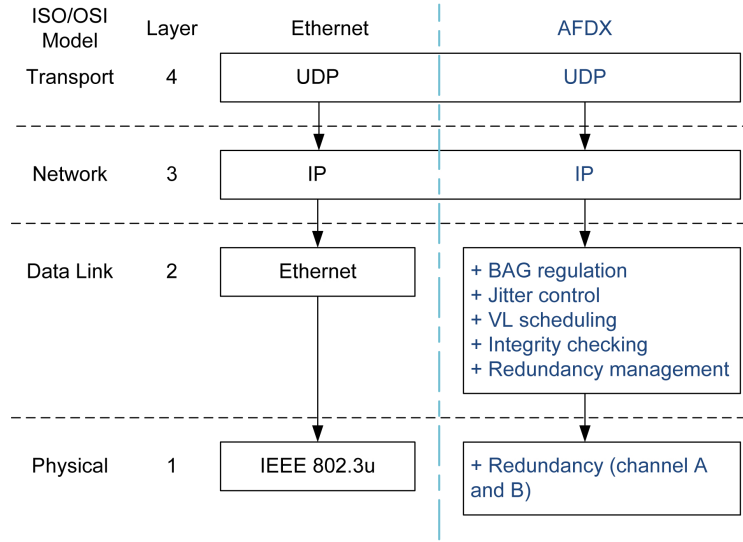 ISO/OSI
Model
Layer
Ethernet
AFDX
Transport
4
UDP
UDP
Network
3
IP
IP
Data Link
2
Ethernet
+ BAG regulation
+ Jitter control
+ VL scheduling
+ Integrity checking
+ Redundancy management
Physical
1
IEEE 802.3u
+ Redundancy (channel A
and B)